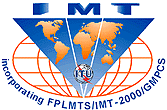 IMT
ITU
incorporating FPLMTS/IMT-2000/GMPCS